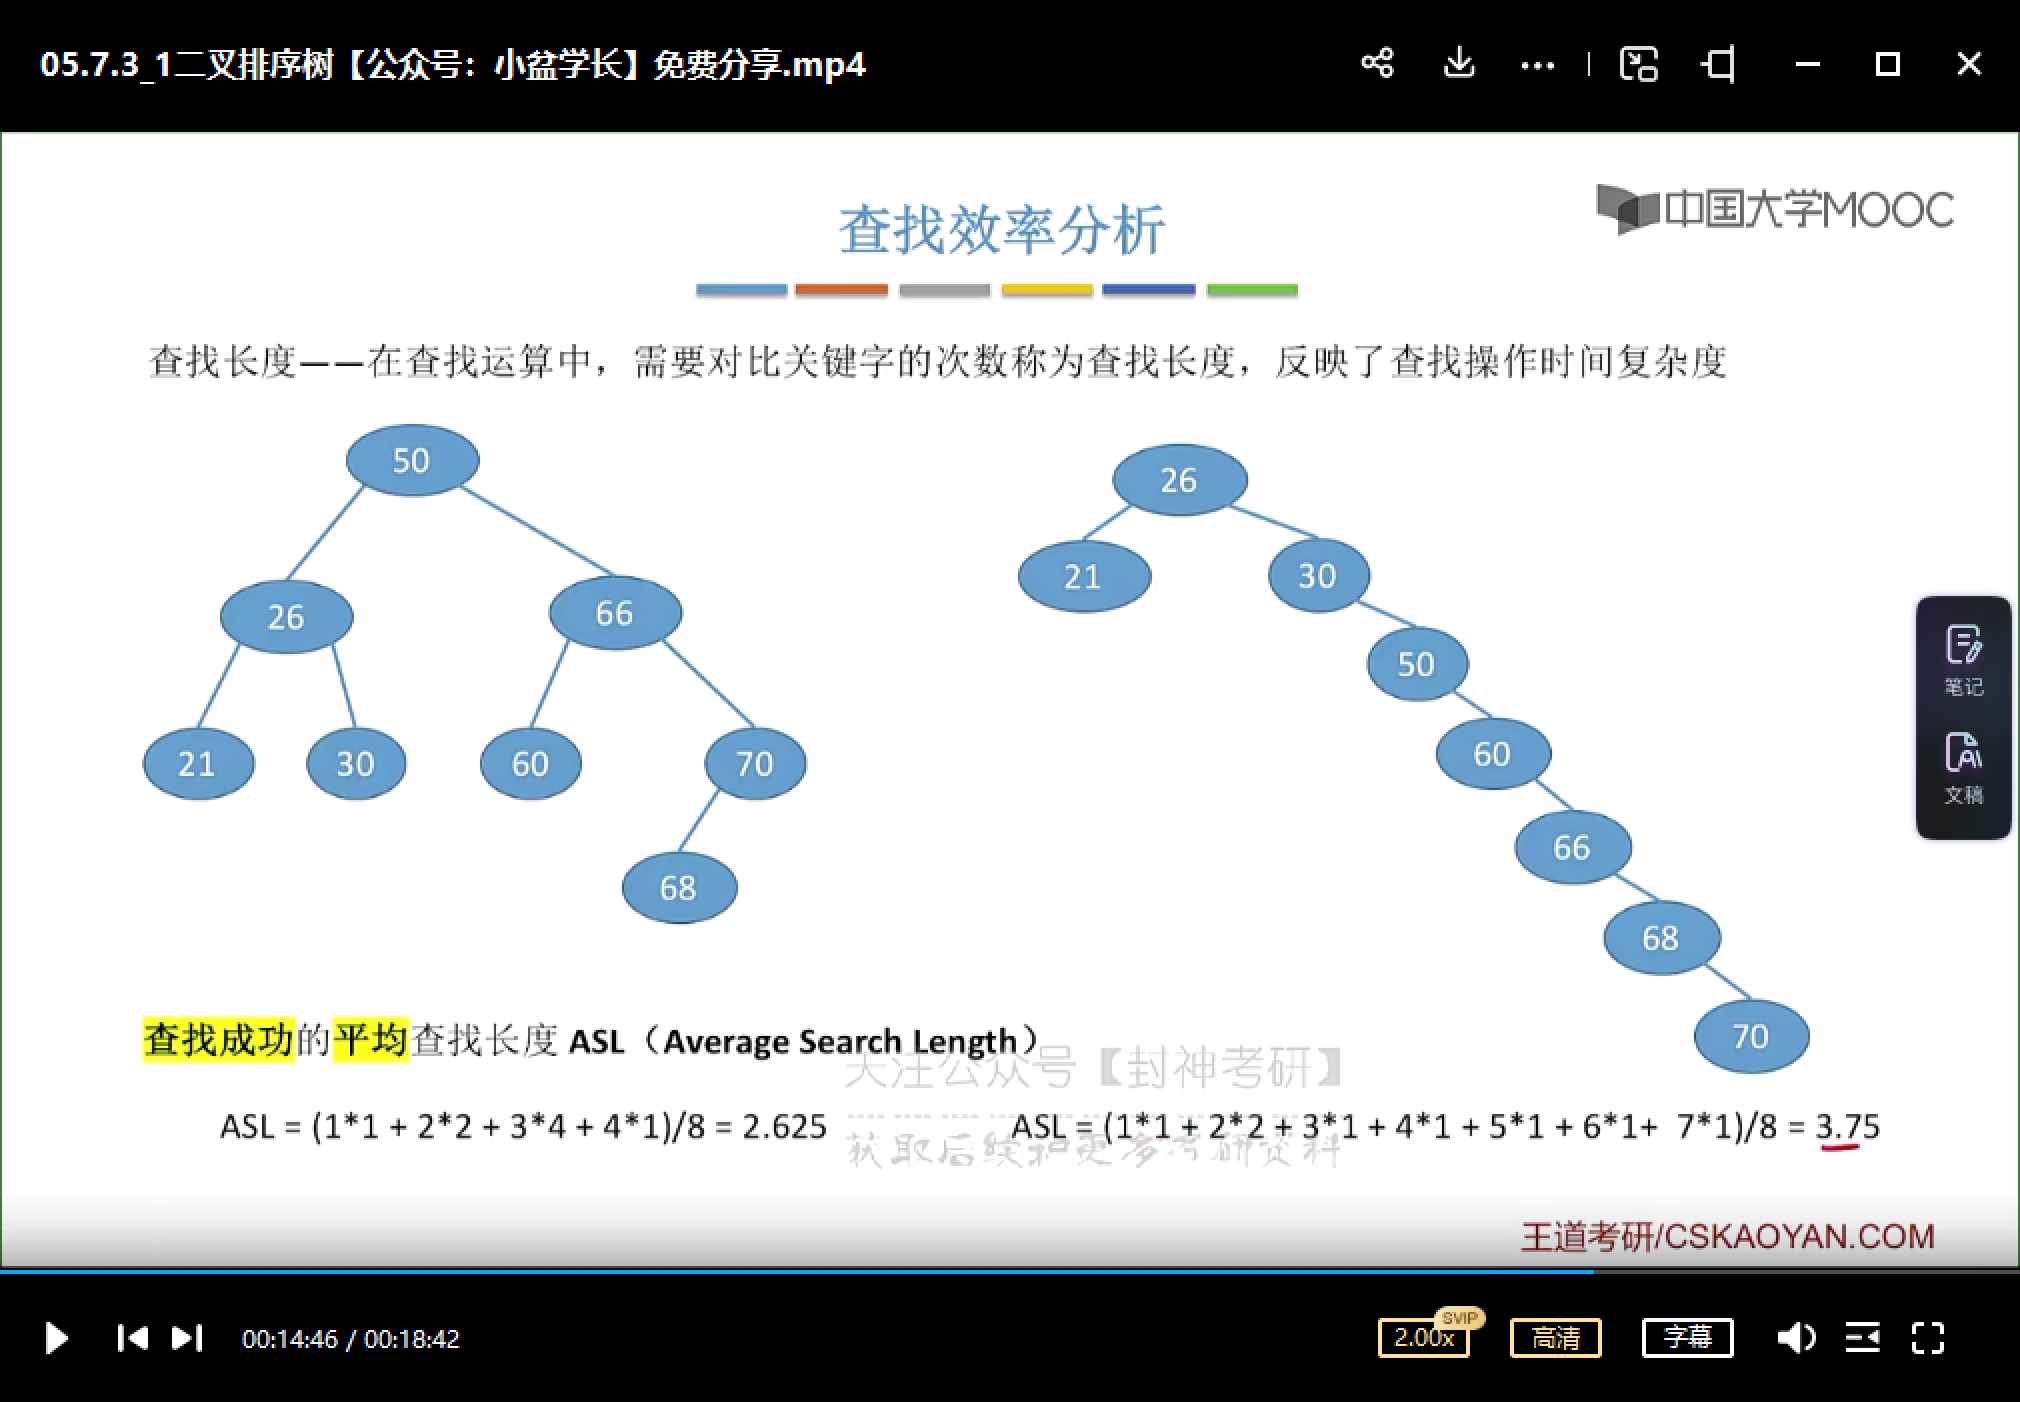 05.7.3_1二叉排序树【公众号：小盆学长】免费分享.mp4
中国大学MOOC
查找效率分析
查找长度——在查找运算中，需要对比关键字的次数称为查找长度，反映了查找操作时间复杂度
50
26
66
21
30
60
70
68
26
21
30
50
60
66
68
70
笔记
文稿
查找成功的平均查找长度 ASL（Average Search Length）
关注公众号【封神考研】
ASL = (1*1 + 2*2 + 3*4 + 4*1)/8 = 2.625
ASL = (1*1 + 2*2 + 3*1 + 4*1 + 5*1 + 6*1+ 7*1)/8 = 3.75
获取后续和更多考研资料
王道考研/CSKAOYAN.COM
00:14:46 / 00:18:42
2.00x
SVIP
高清
字幕